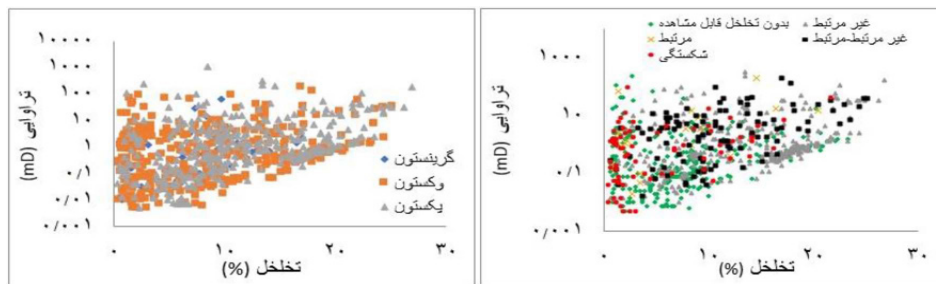 ۱۰۰۰۰
۱۰۰۰
۱۰۰
۱۰
۱
۰/۱
۰/۰۱
۰/۰۰۱
تراوایی (mD)
۰
۱۰
۲۰
۳۰
تخلخل (%)
گرینستون
وکستون
پکستون
بدون تخلخل قابل مشاهده
غیر مرتبط
مرتبط
غیر مرتبط-مرتبط
شکستگی
۱۰۰۰
۱۰
۰/۱
۰/۰۰۱
تراوایی (mD)
۰
۱۰
۲۰
۳۰
تخلخل (%)